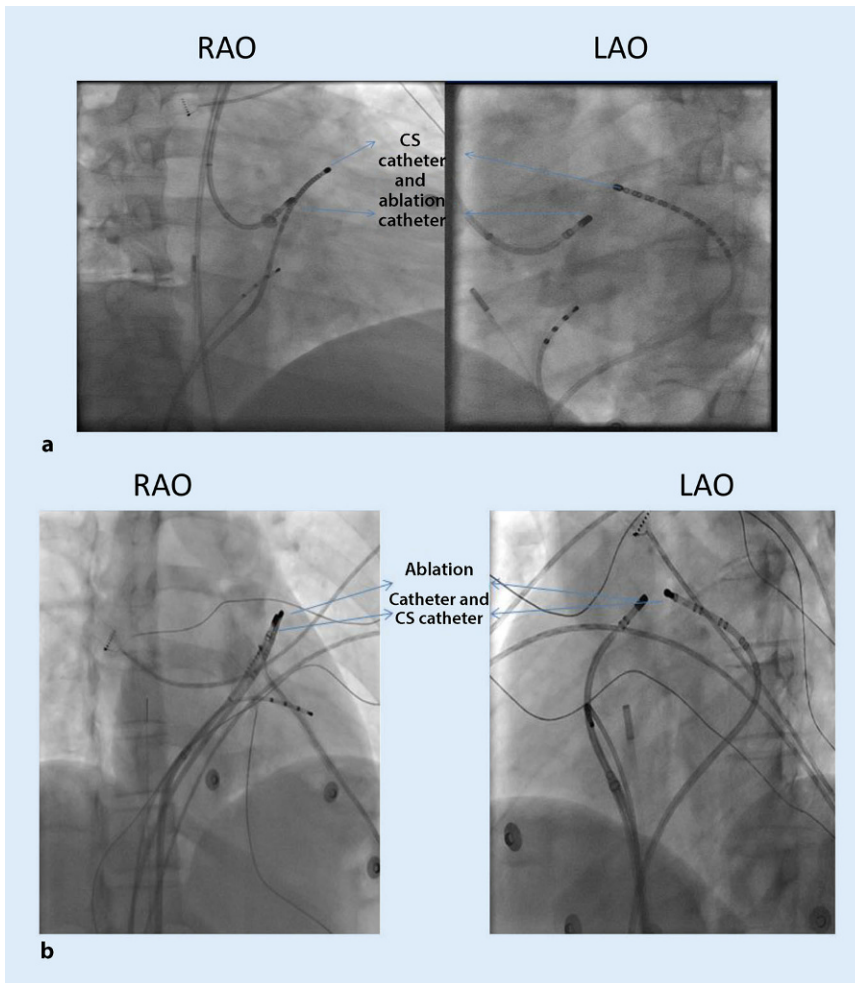 RAO
LAO
CS
catheter
and
ablation
catheter
a
RAO
LAO
Ablation
Catheter and
CS catheter
b